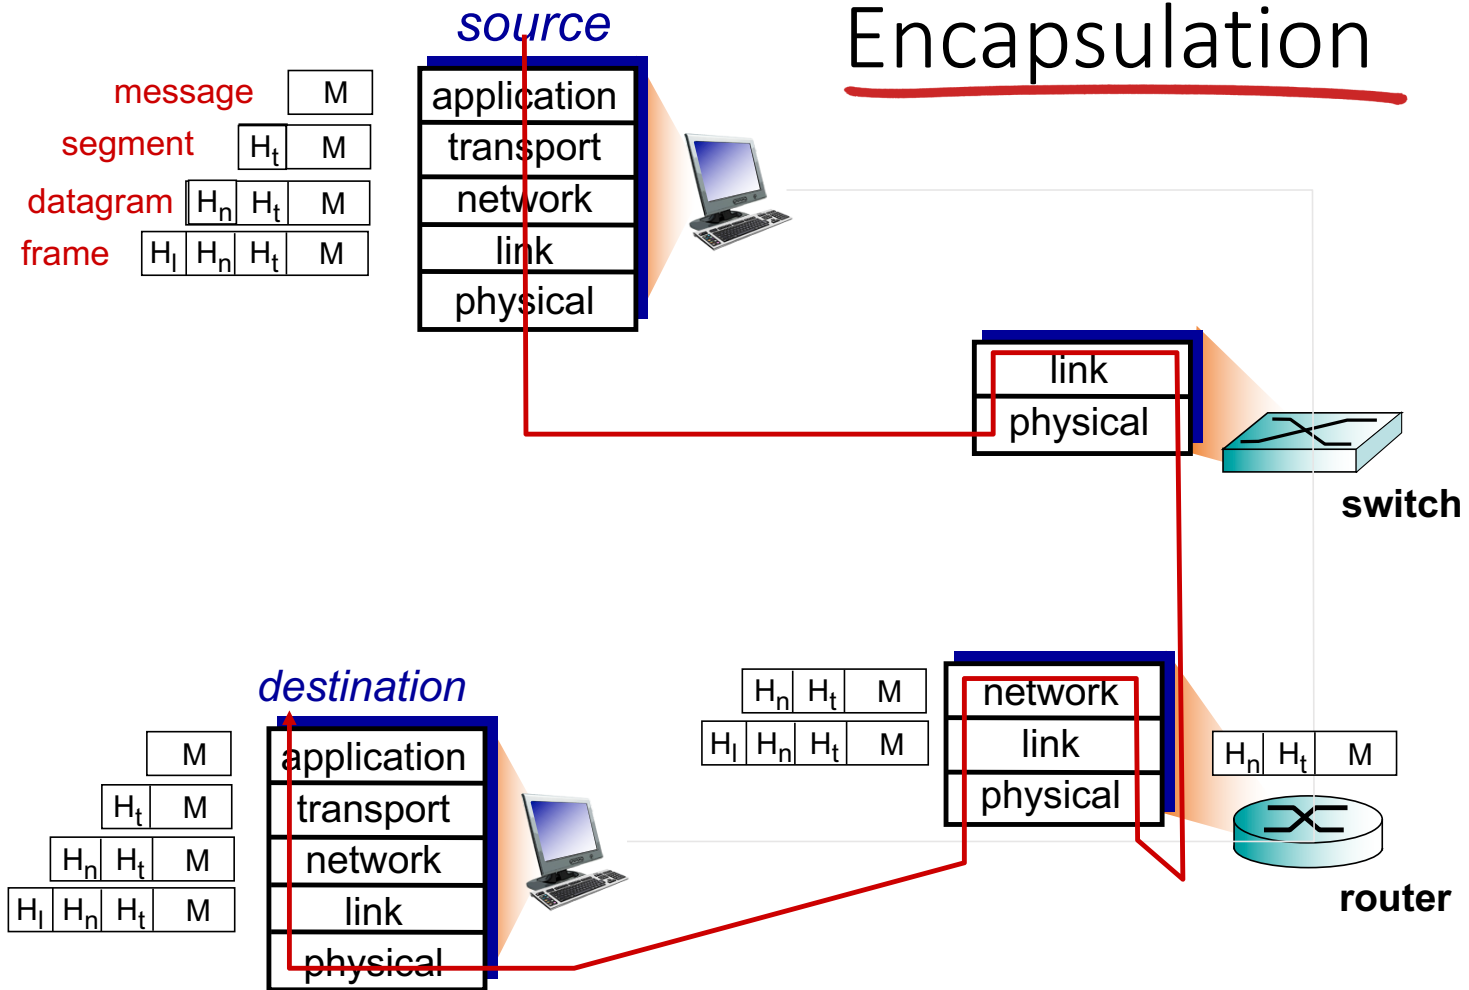 source
Encapsulation
message M
application
segment Ht M
transport
datagram Hn Ht M
network
frame Hl Hn Ht M
link
physical
link
physical
switch
destination
Hn Ht M
network
Hl Hn Ht M
link
Hn Ht M
physical
router
M
application
Ht M
transport
Hn Ht M
network
Hl Hn Ht M
link
physical